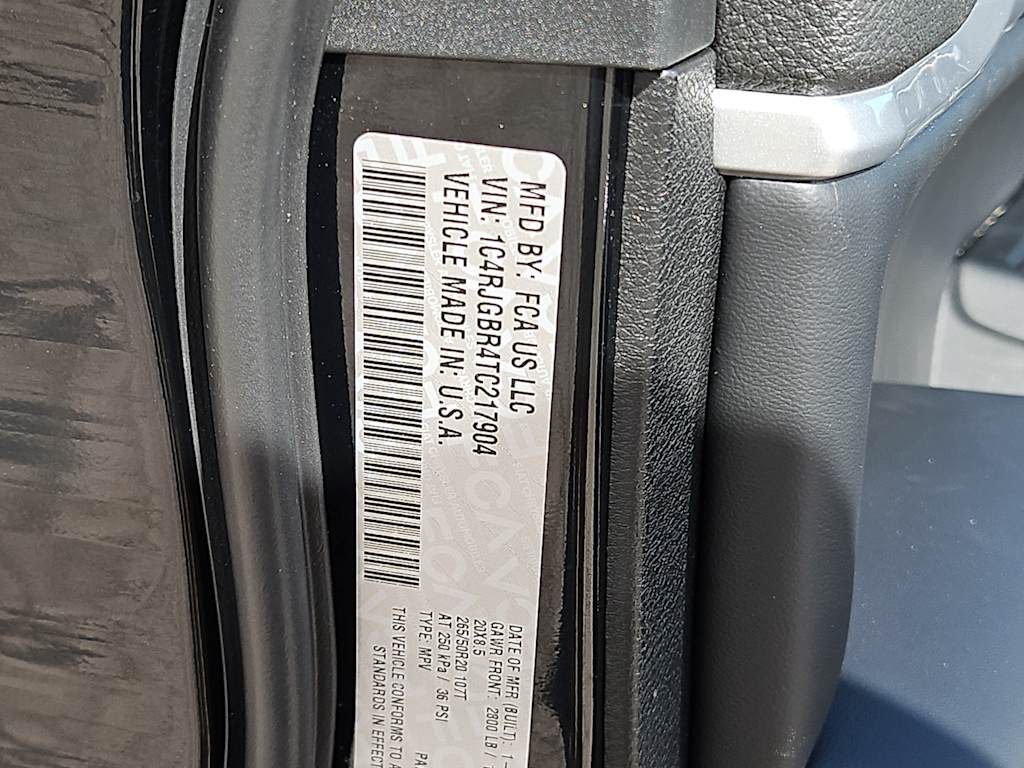 MFD BY: FCA US LLC
VIN: 1C4RJGBR4TC217904
VEHICLE MADE IN: U.S.A.
DATE OF MFR (BUILT): 1-
GAWR FRONT: 2800 LB /
20X8.5
265/50R20 107T
AT 250 kPa / 36 PSI
TYPE: MPV
THIS VEHICLE CONFORMS TO A
STANDARDS IN EFFECT